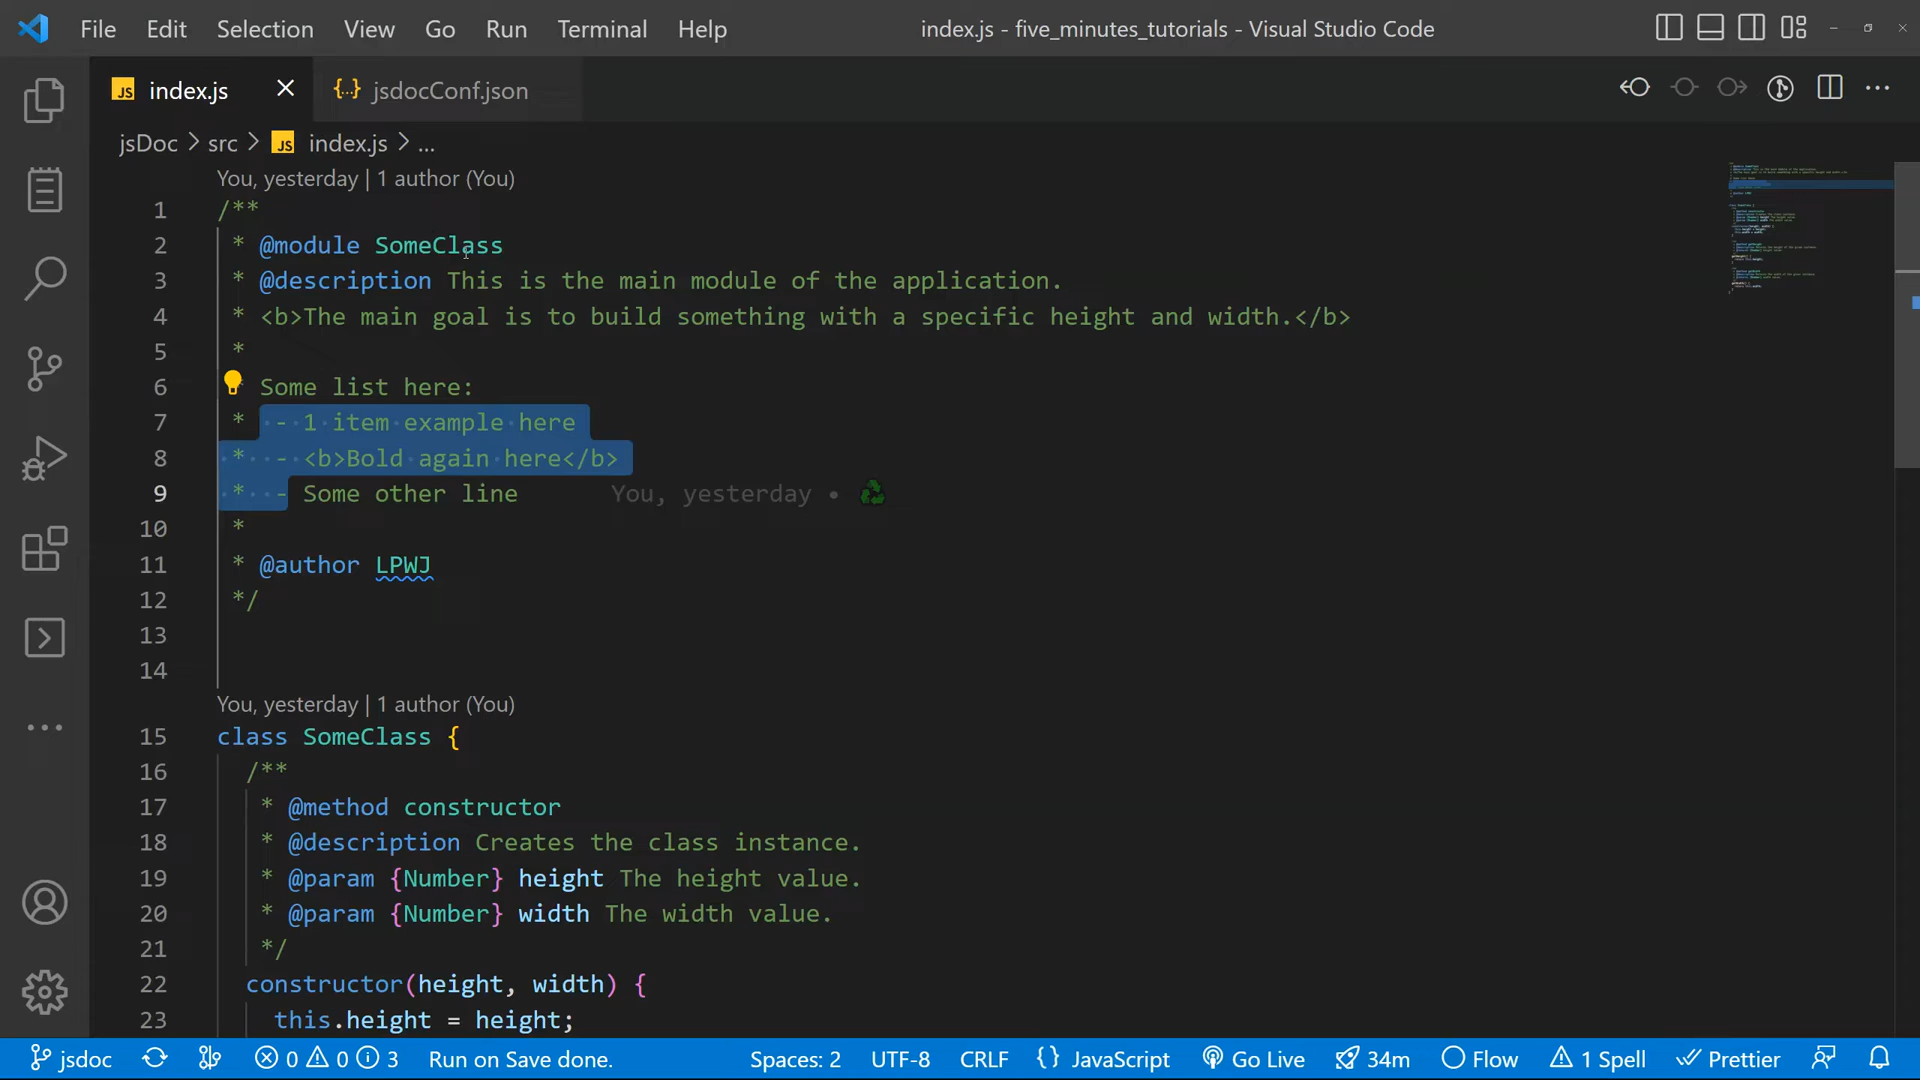 File Edit Selection View Go Run Terminal Help index.js - five_minutes_tutorials - Visual Studio Code
JS index.js {..} jsdocConf.json
jsDoc > src > JS index.js > ...
You, yesterday | 1 author (You)
1 /**
2 * @module SomeClass
3 * @description This is the main module of the application.
4 * <b>The main goal is to build something with a specific height and width.</b>
5 *
6 Some list here:
7 * - 1 item example here
8 * - <b>Bold again here</b>
9 * - Some other line You, yesterday •
10 *
11 * @author LPWJ
12 */
13
14
You, yesterday | 1 author (You)
15 class SomeClass {
16 /**
17 * @method constructor
18 * @description Creates the class instance.
19 * @param {Number} height The height value.
20 * @param {Number} width The width value.
21 */
22 constructor(height, width) {
23 this.height = height;
jsdoc 0 0 3 Run on Save done. Spaces: 2 UTF-8 CRLF {} JavaScript Go Live 34m Flow 1 Spell Prettier